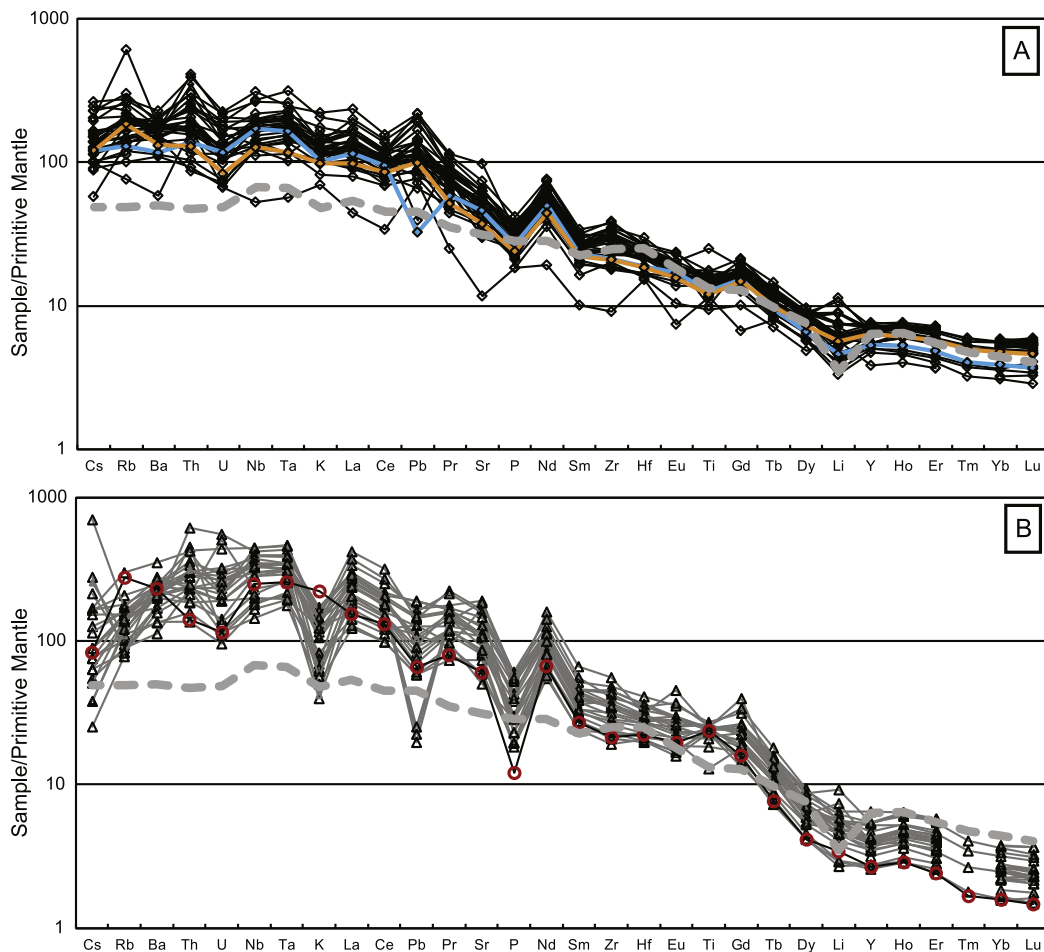 1000
A
100
10
1
Sample/Primitive Mantle
Cs Rb Ba Th U Nb Ta K La Ce Pb Pr Sr P Nd Sm Zr Hf Eu Ti Gd Tb Dy Li Y Ho Er Tm Yb Lu
1000
B
100
10
1
Sample/Primitive Mantle
Cs Rb Ba Th U Nb Ta K La Ce Pb Pr Sr P Nd Sm Zr Hf Eu Ti Gd Tb Dy Li Y Ho Er Tm Yb Lu